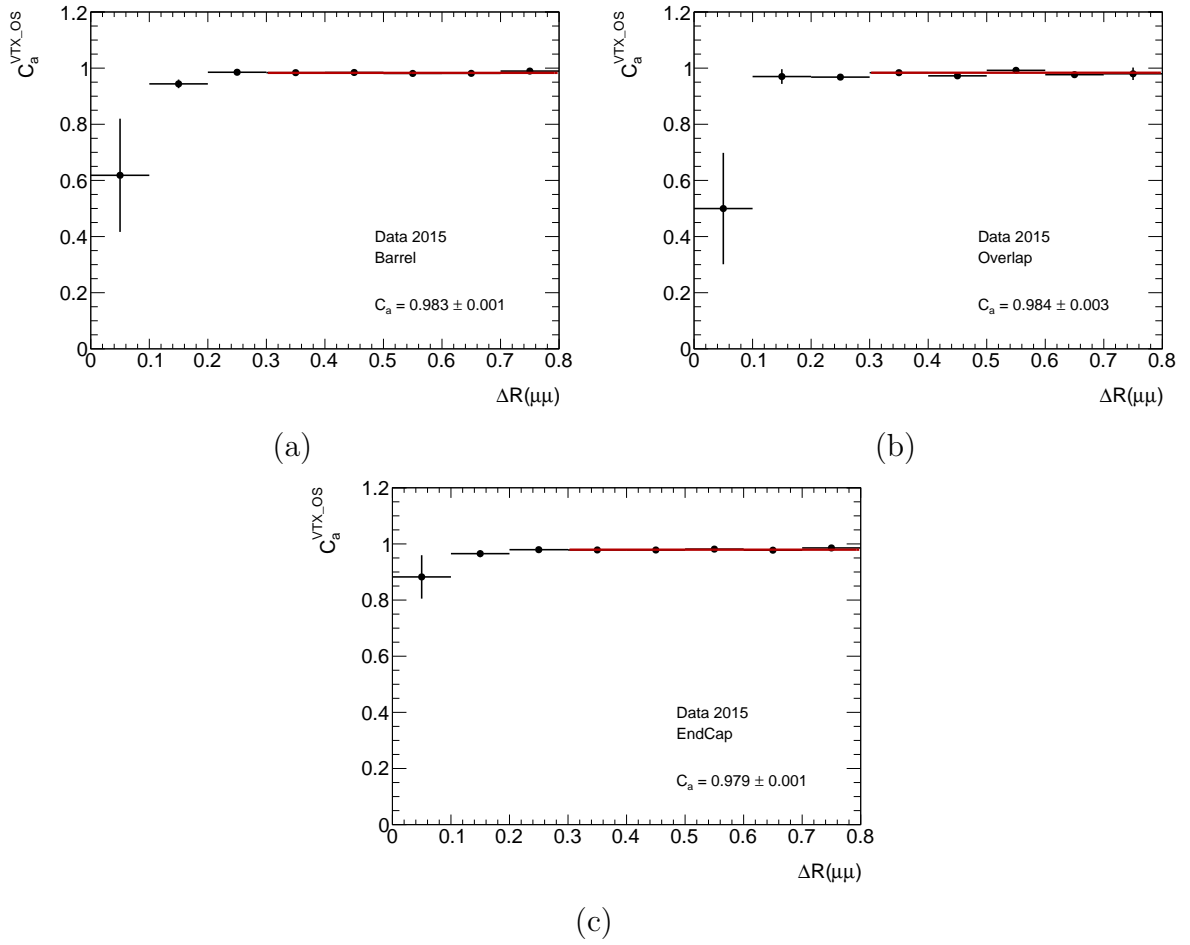 C_a^VTX_OS
1.2
1
0.8
0.6
0.4
0.2
0
Data 2015
Barrel
C_a = 0.983 ± 0.001
0 0.1 0.2 0.3 0.4 0.5 0.6 0.7 0.8
ΔR(μμ)
(a)
C_a^VTX_OS
1.2
1
0.8
0.6
0.4
0.2
0
Data 2015
Overlap
C_a = 0.984 ± 0.003
0 0.1 0.2 0.3 0.4 0.5 0.6 0.7 0.8
ΔR(μμ)
(b)
C_a^VTX_OS
1.2
1
0.8
0.6
0.4
0.2
0
Data 2015
EndCap
C_a = 0.979 ± 0.001
0 0.1 0.2 0.3 0.4 0.5 0.6 0.7 0.8
ΔR(μμ)
(c)